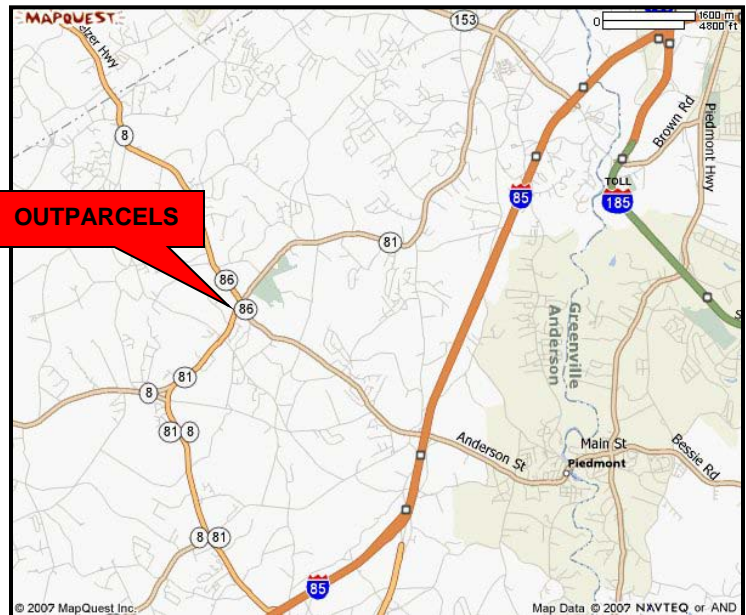 MAPQUEST
elzer Hwy
153
0
1600 m
4800 ft
8
Brown Rd
Piedmont Hwy
TOLL
85
185
OUTPARCELS
81
86
86
Greenville
Anderson
81
8
81
8
Anderson St
Main St
Bessie Rd
Piedmont
8
81
85
© 2007 MapQuest Inc.
Map Data © 2007 NAVTEQ or AND